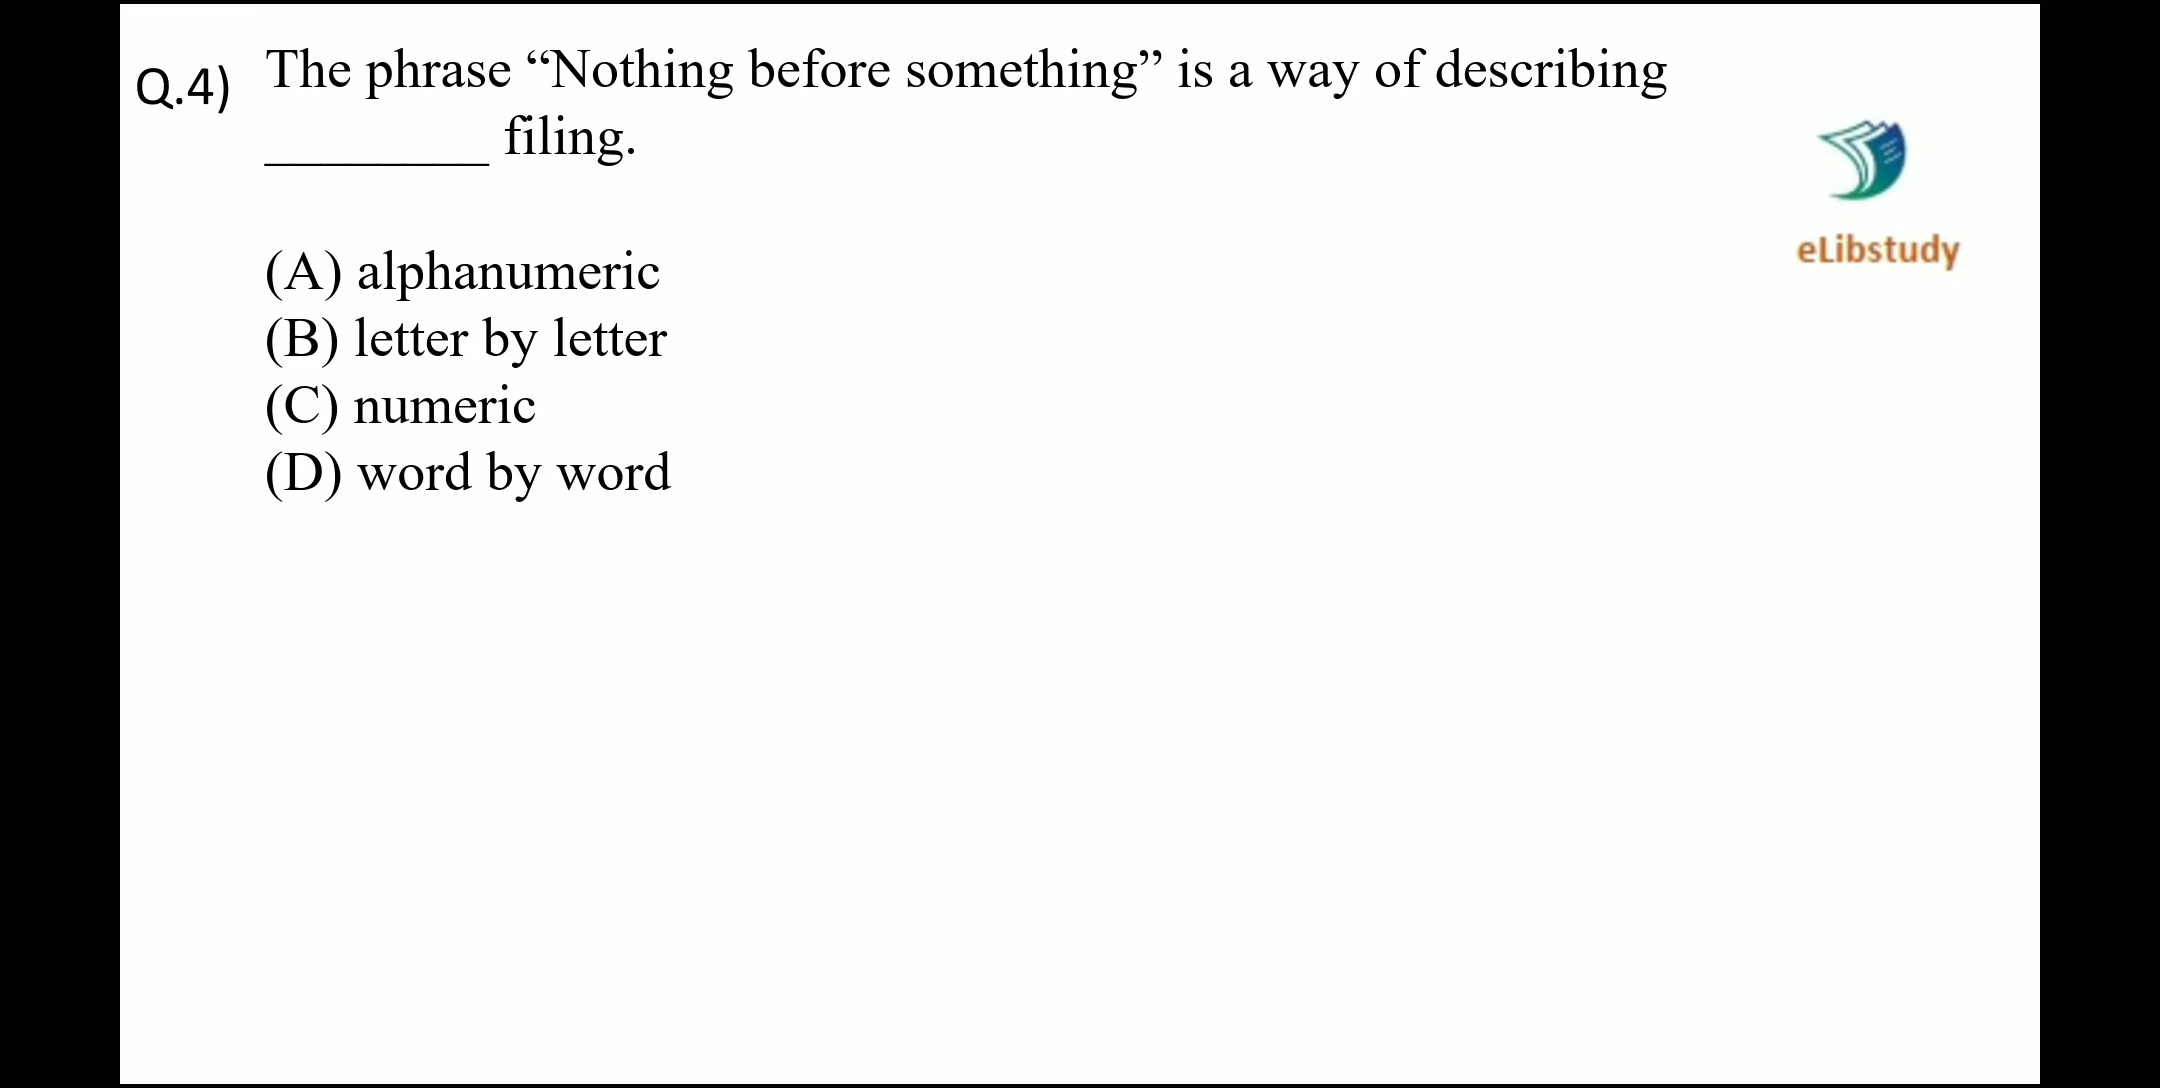 Q.4) The phrase “Nothing before something” is a way of describing
________ filing.
eLibstudy
(A) alphanumeric
(B) letter by letter
(C) numeric
(D) word by word